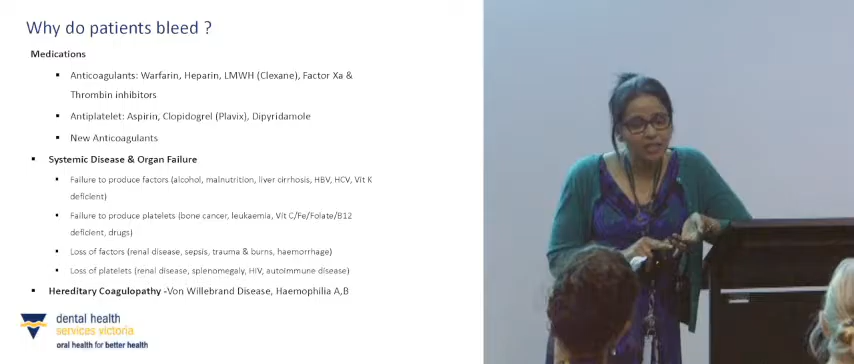 Why do patients bleed ?
Medications
▪ Anticoagulants: Warfarin, Heparin, LMWH (Clexane), Factor Xa &
Thrombin inhibitors
▪ Antiplatelet: Aspirin, Clopidogrel (Plavix), Dipyridamole
▪ New Anticoagulants
▪ Systemic Disease & Organ Failure
▪ Failure to produce factors (alcohol, malnutrition, liver cirrhosis, HBV, HCV, Vit K
deficient)
▪ Failure to produce platelets (bone cancer, leukaemia, Vit C/Fe/Folate/B12
deficient, drugs)
▪ Loss of factors (renal disease, sepsis, trauma & burns, haemorrhage)
▪ Loss of platelets (renal disease, splenomegaly, HIV, autoimmune disease)
▪ Hereditary Coagulopathy -Von Willebrand Disease, Haemophilia A,B
dental health
services victoria
oral health for better health